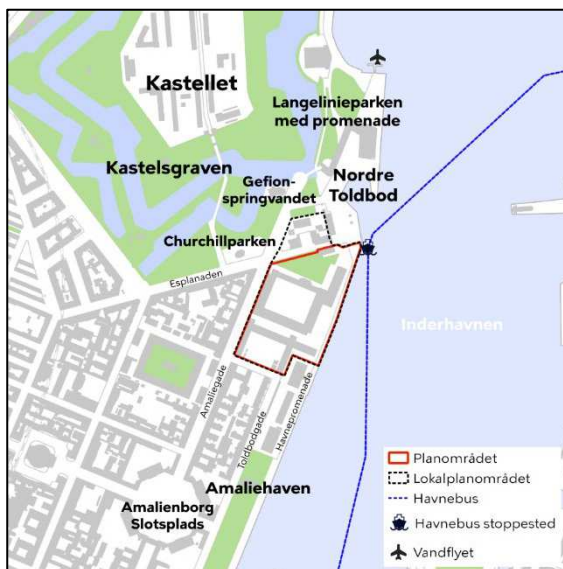 Kastellet
Langelinieparken
med promenade
Kastelsgraven
Gefion-
springvandet
Nordre
Toldbod
Churchillparken
Esplanaden
Inderhavnen
Amaliegade
Toldbodgade
Havnepromenade
Amaliehaven
Amalienborg
Slotsplads
Planområdet
Lokalplanområdet
Havnebus
Havnebus stoppested
Vandflyet